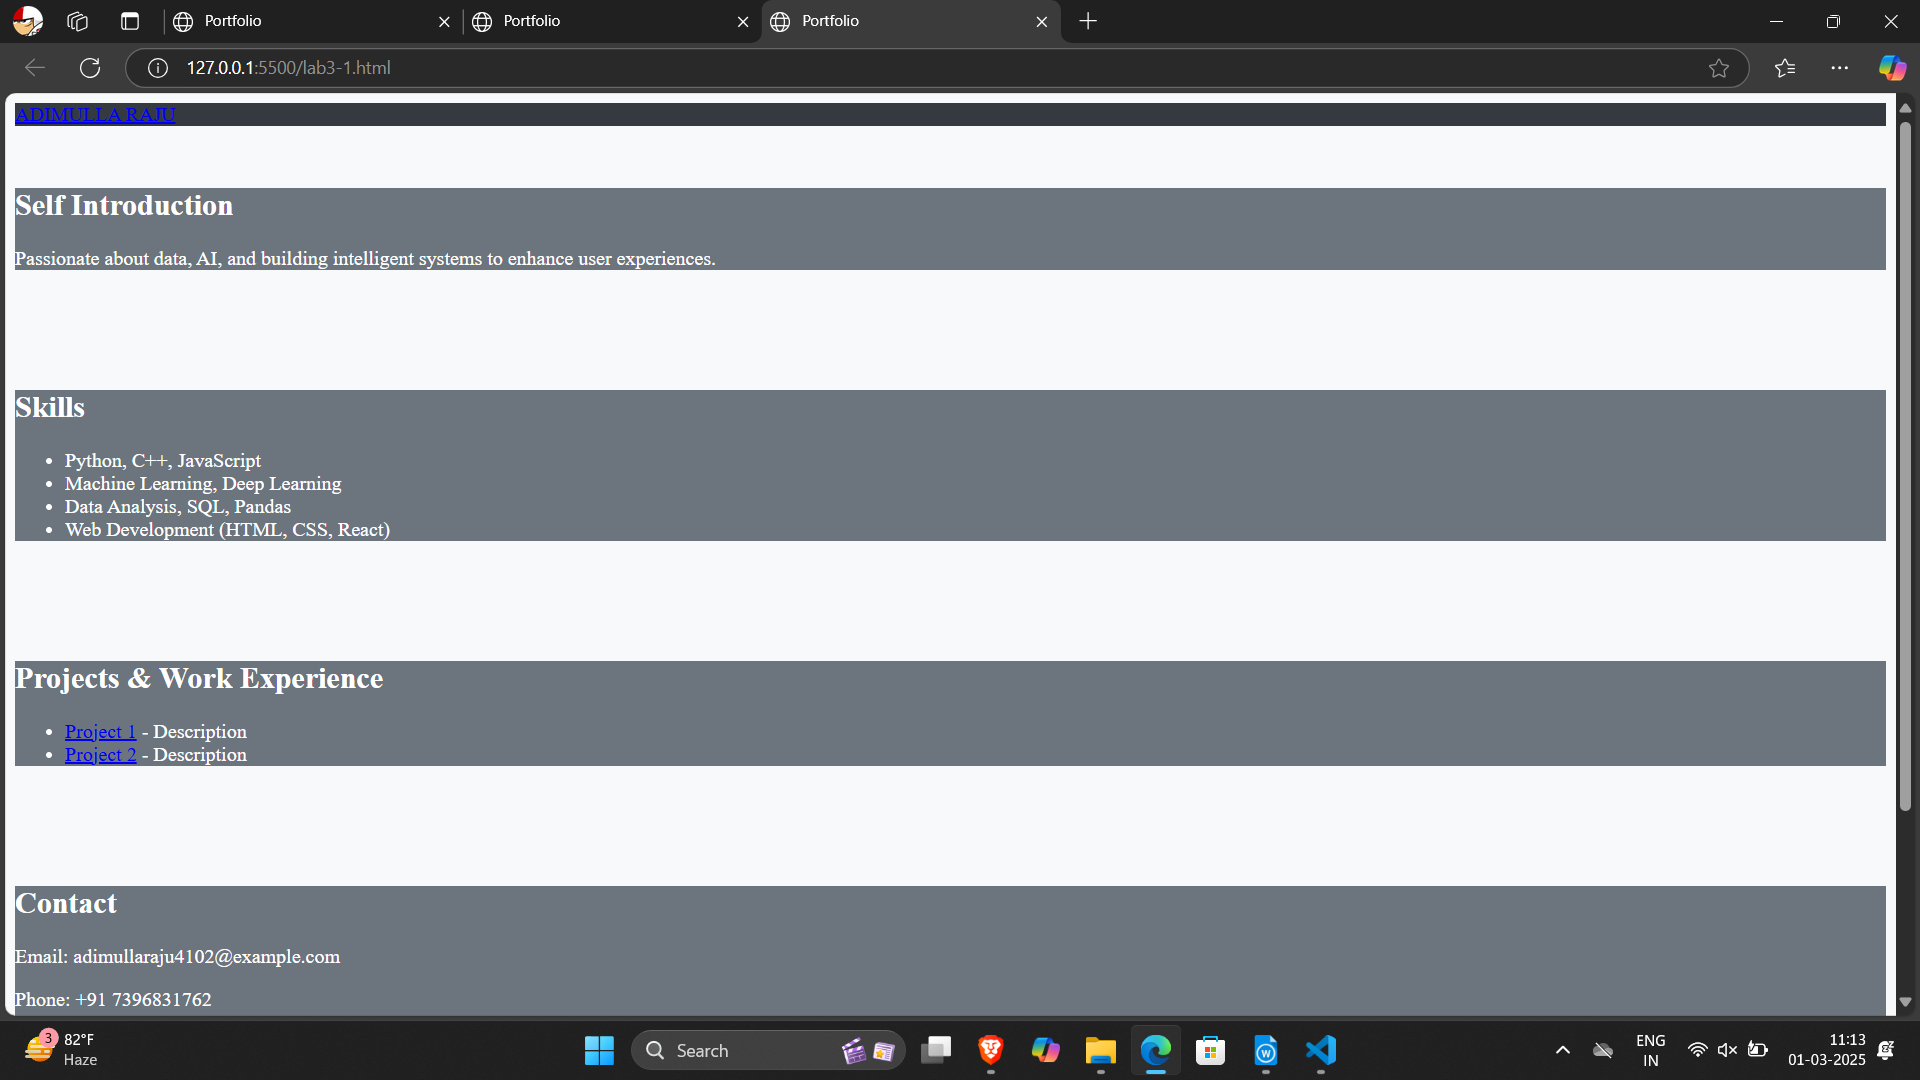 Portfolio
Portfolio
Portfolio
127.0.0.1:5500/lab3-1.html
ADIMULLA RAJU
Self Introduction
Passionate about data, AI, and building intelligent systems to enhance user experiences.
Skills
Python, C++, JavaScript
Machine Learning, Deep Learning
Data Analysis, SQL, Pandas
Web Development (HTML, CSS, React)
Projects & Work Experience
Project 1 - Description
Project 2 - Description
Contact
Email: adimullaraju4102@example.com
Phone: +91 7396831762
3
82°F
Haze
Search
W
ENG
IN
11:13
01-03-2025